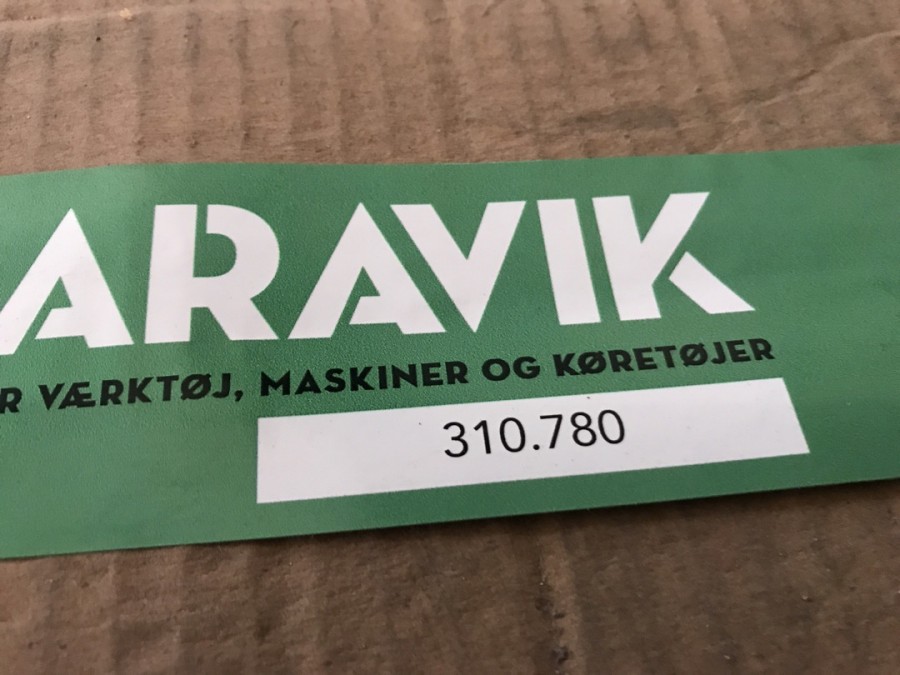 ARAVIK
R VÆRKTØJ, MASKINER OG KØRETØJER
310.780